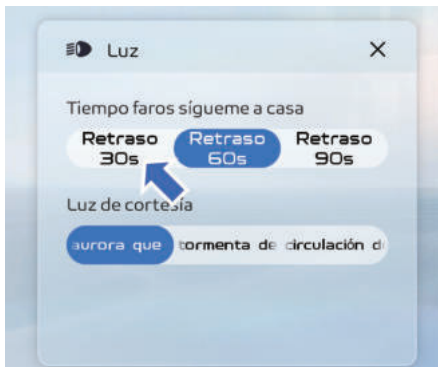 Luz
Tiempo faros sígueme a casa
Retraso 30s
Retraso 60s
Retraso 90s
Luz de cortesía
aurora que
tormenta de
circulación d